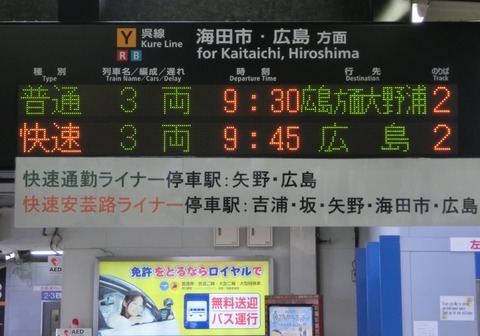 Y 呉線 海田市・広島 方面
Kure Line for Kaitaichi, Hiroshima
R B
種別 列車名/編成/遅れ 時刻 行先 のりば
Type Train Name/Cars/Delay Departure Time Destination Track
普通 3両 9:30 広島方面大野浦 2
快速 3両 9:45 広島 2
快速通勤ライナー停車駅:矢野・広島
快速安芸路ライナー停車駅:吉浦・坂・矢野・海田市・広島
AED
AED
AED
2-3
左
免許をとるならロイヤルで
無料送迎
バス運行